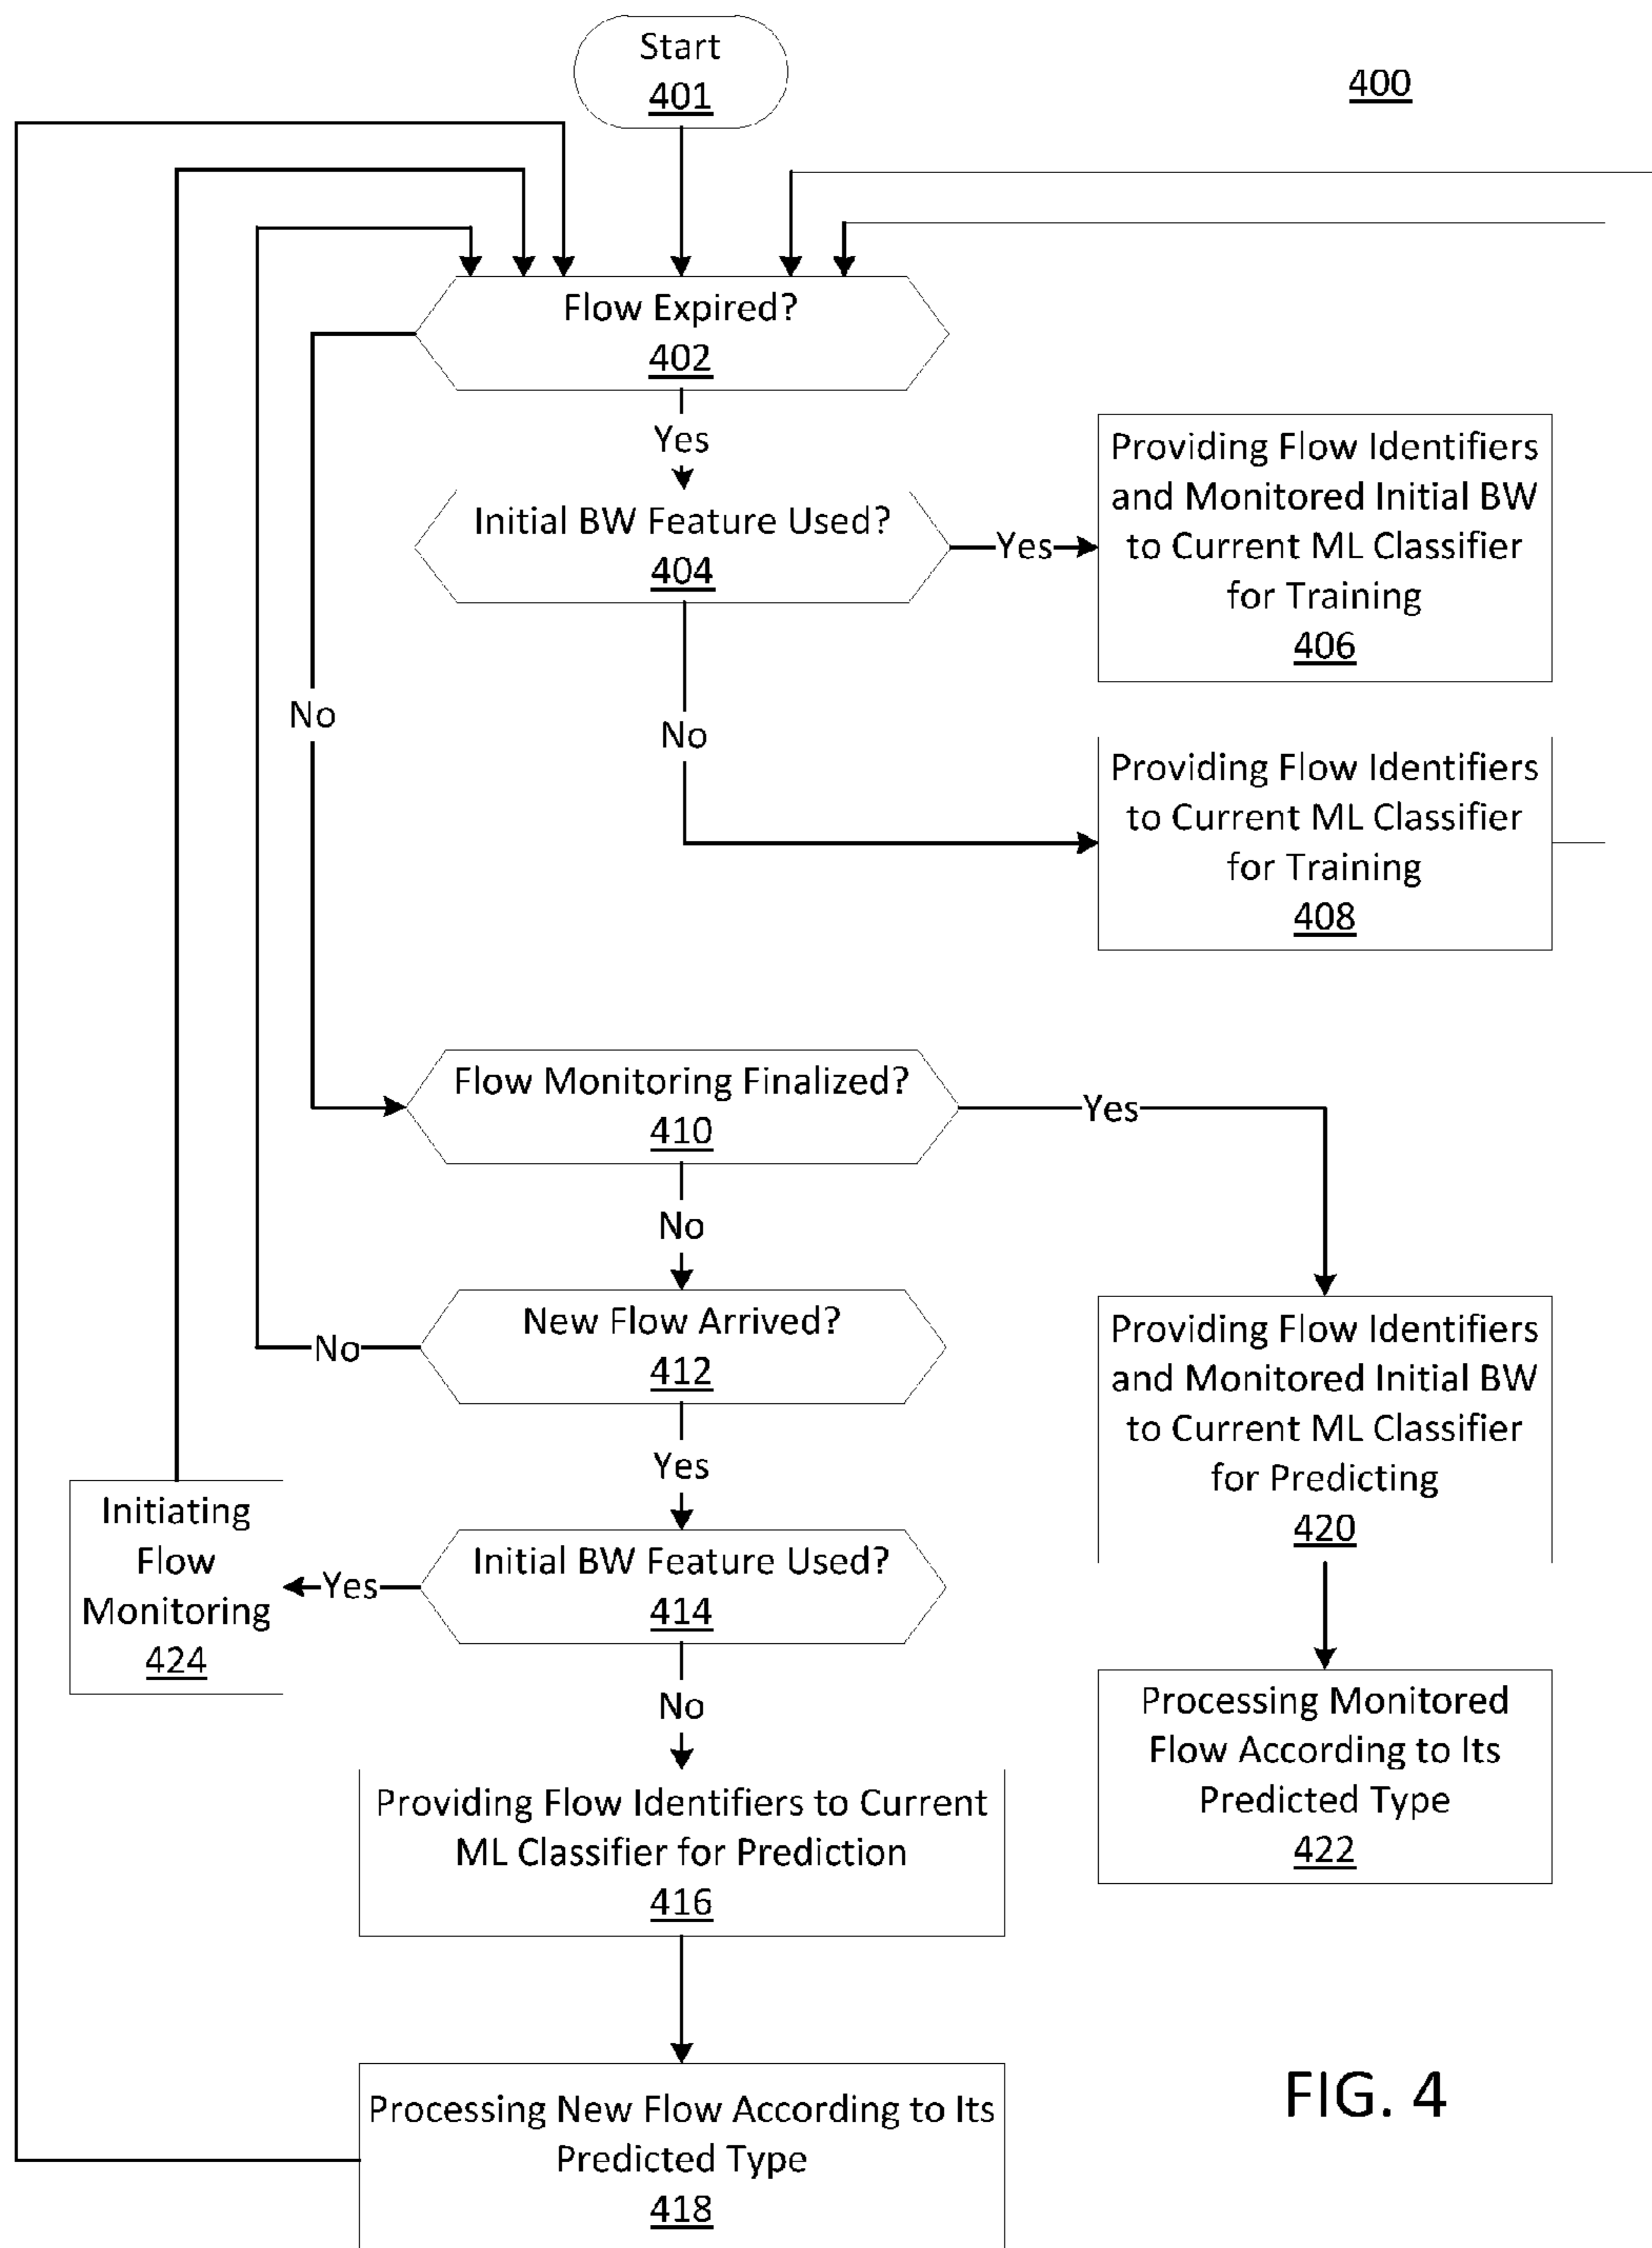 Start
401
400
Flow Expired?
402
Yes
Initial BW Feature Used?
404
Yes
Providing Flow Identifiers
and Monitored Initial BW
to Current ML Classifier
for Training
406
No
No
Providing Flow Identifiers
to Current ML Classifier
for Training
408
Flow Monitoring Finalized?
410
Yes
No
New Flow Arrived?
412
No
Providing Flow Identifiers
and Monitored Initial BW
to Current ML Classifier
for Predicting
420
Yes
Initiating
Flow
Monitoring
424
Yes
Initial BW Feature Used?
414
No
Processing Monitored
Flow According to Its
Predicted Type
422
Providing Flow Identifiers to Current
ML Classifier for Prediction
416
Processing New Flow According to Its
Predicted Type
418
FIG. 4